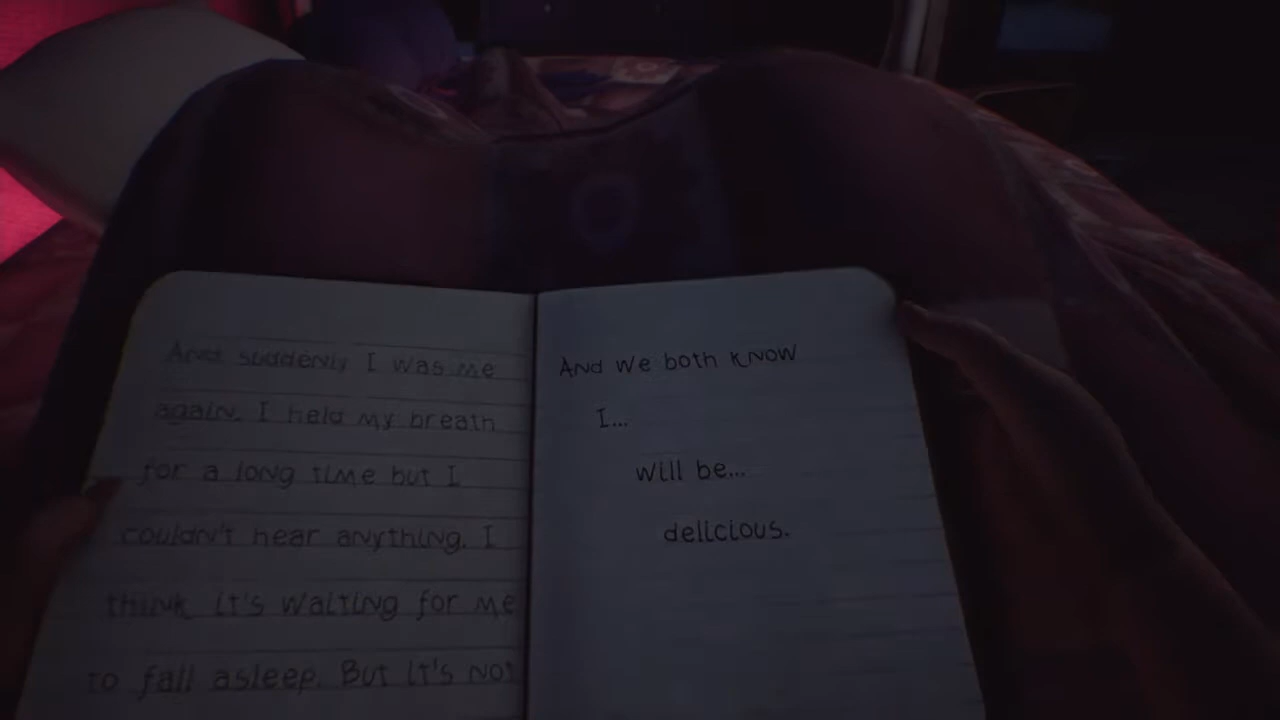 And suddenly I was me
again. I held my breath
for a long time but I
couldn't hear anything. I
think it's waiting for me
to fall asleep. But it's not
And we both know
I...
will be...
delicious.